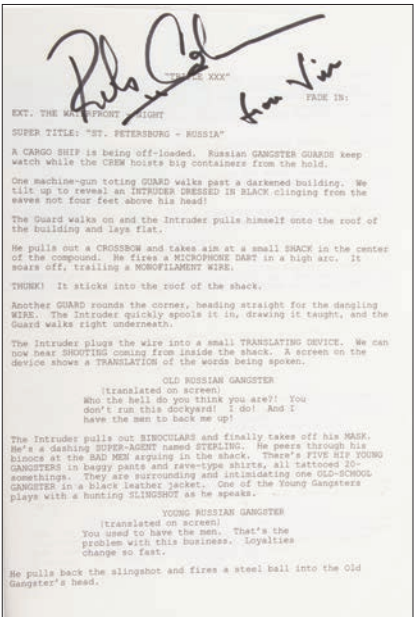 "TRIPLE XXX"
FADE IN:
EXT. THE WATERFRONT - NIGHT
SUPER TITLE: "ST. PETERSBURG - RUSSIA"
A CARGO SHIP is being off-loaded. Russian GANGSTER GUARDS keep
watch while the CREW hoists big containers from the hold.
One machine-gun toting GUARD walks past a darkened building. We
tilt up to reveal an INTRUDER DRESSED IN BLACK clinging from the
eaves not four feet above his head!
The Guard walks on and the Intruder pulls himself onto the roof of
the building and lays flat.
He pulls out a CROSSBOW and takes aim at a small SHACK in the center
of the compound. He fires a MICROPHONE DART in a high arc. It
soars off, trailing a MONOFILAMENT WIRE.
THUNK! It sticks into the roof of the shack.
Another GUARD rounds the corner, heading straight for the dangling
WIRE. The Intruder quickly spools it in, drawing it taught, and the
Guard walks right underneath.
The Intruder plugs the wire into a small TRANSLATING DEVICE. We can
now hear SHOUTING coming from inside the shack. A screen on the
device shows a TRANSLATION of the words being spoken.
OLD RUSSIAN GANGSTER
(translated on screen)
Who the hell do you think you are?! You
don't run this dockyard! I do! And I
have the men to back me up!
The Intruder pulls out BINOCULARS and finally takes off his MASK.
He's a dashing SUPER-AGENT named STERLING. He peers through his
binocs at the BAD MEN arguing in the shack. There's FIVE HIP YOUNG
GANGSTERS in baggy pants and rave-type shirts, all tattooed 20-
somethings. They are surrounding and intimidating one OLD-SCHOOL
GANGSTER in a black leather jacket. One of the Young Gangsters
plays with a hunting SLINGSHOT as he speaks.
YOUNG RUSSIAN GANGSTER
(translated on screen)
You used to have the men. That's the
problem with this business. Loyalties
change so fast.
He pulls back the slingshot and fires a steel ball into the Old
Gangster's head.